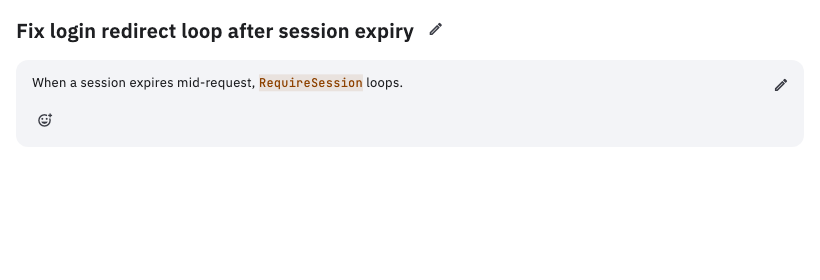 Fix login redirect loop after session expiry
When a session expires mid-request, RequireSession loops.